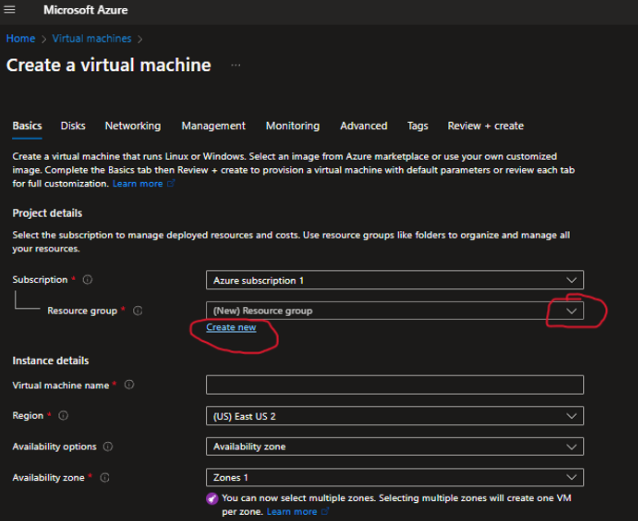 Microsoft Azure
Home > Virtual machines >
Create a virtual machine ...
Basics Disks Networking Management Monitoring Advanced Tags Review + create
Create a virtual machine that runs Linux or Windows. Select an image from Azure marketplace or use your own customized
image. Complete the Basics tab then Review + create to provision a virtual machine with default parameters or review each tab
for full customization. Learn more
Project details
Select the subscription to manage deployed resources and costs. Use resource groups like folders to organize and manage all
your resources.
Subscription * Azure subscription 1
Resource group * (New) Resource group
Create new
Instance details
Virtual machine name *
Region * (US) East US 2
Availability options Availability zone
Availability zone * Zones 1
You can now select multiple zones. Selecting multiple zones will create one VM
per zone. Learn more